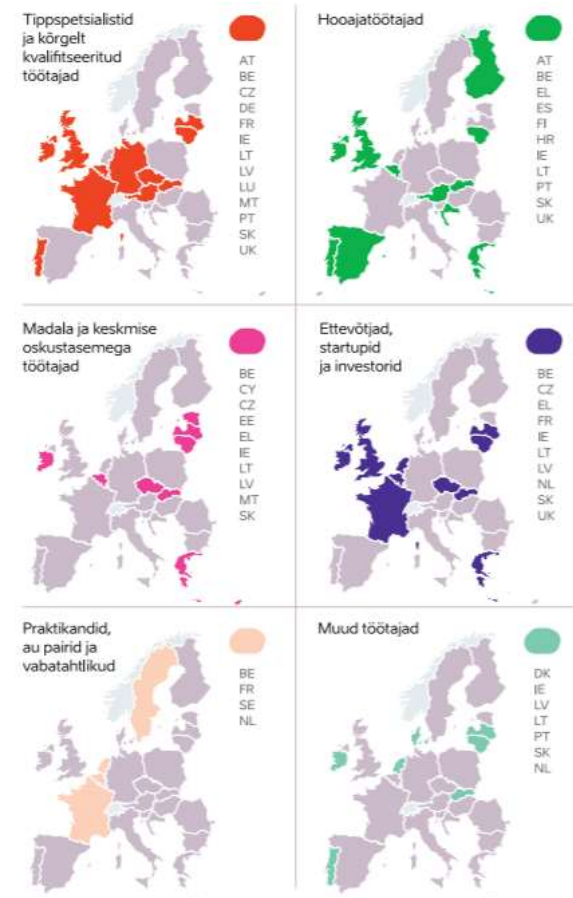 Tippspetsialistid
ja kõrgelt
kvalifitseeritud
töötajad
AT
BE
CZ
DE
FR
IE
LT
LV
LU
MT
PT
SK
UK
Hooajatöötajad
AT
BE
EL
ES
FI
HR
IE
LT
PT
SK
UK
Madala ja keskmise
oskustasemega
töötajad
BE
CY
CZ
EE
EL
IE
LT
LV
MT
SK
Ettevõtjad,
startupid
ja investorid
BE
CZ
EL
FR
IE
LT
LV
NL
SK
UK
Praktikandid,
au pairid ja
vabatahtlikud
BE
FR
SE
NL
Muud töötajad
DK
IE
LV
LT
PT
SK
NL